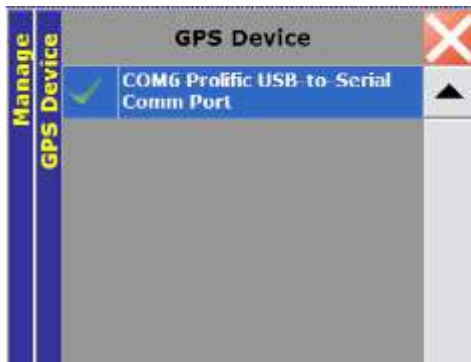 Manage
GPS Device
GPS Device
COM6 Prolific USB-to-Serial
Comm Port